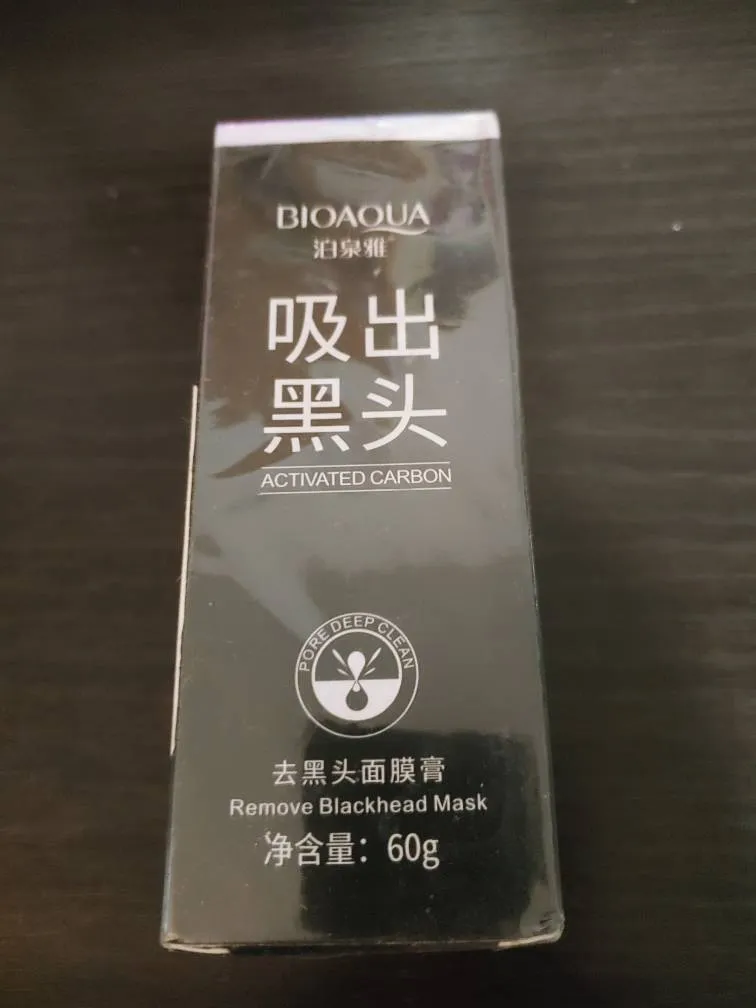 BIOAQUA
泊泉雅
吸出
黑头
ACTIVATED CARBON
PORE DEEP CLEAN
去黑头面膜膏
Remove Blackhead Mask
净含量：60g